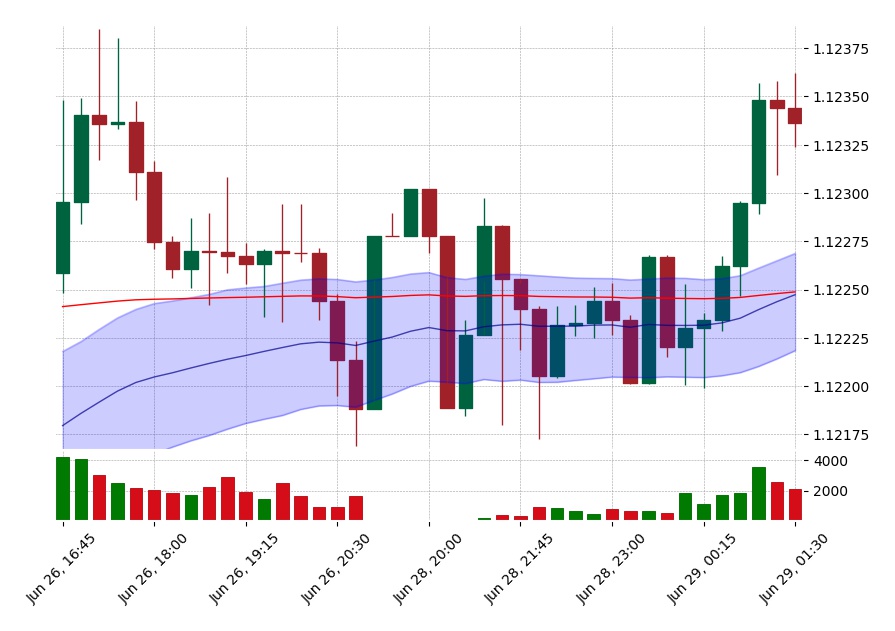 1.12375
1.12350
1.12325
1.12300
1.12275
1.12250
1.12225
1.12200
1.12175
4000
2000
Jun 26, 16:45
Jun 26, 18:00
Jun 26, 19:15
Jun 26, 20:30
Jun 28, 20:00
Jun 28, 21:45
Jun 28, 23:00
Jun 29, 00:15
Jun 29, 01:30